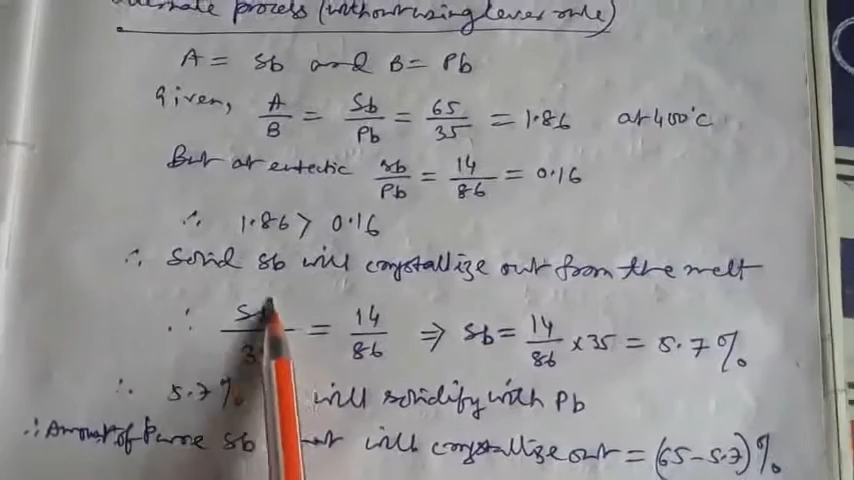 process (without using lever rule)
A = Sb and B = Pb
Given, A/B = Sb/Pb = 65/35 = 1.86 at 400°C
But at eutectic Sb/Pb = 14/86 = 0.16
∴ 1.86 > 0.16
∴ Solid Sb will crystallize out from the melt
∴ = 14/86 ⇒ Sb = 14/86 × 35 = 5.7%
∴ 5.7% will solidify with Pb
∴ Amount of Pure Sb will crystallize out = (65 - 5.7)%